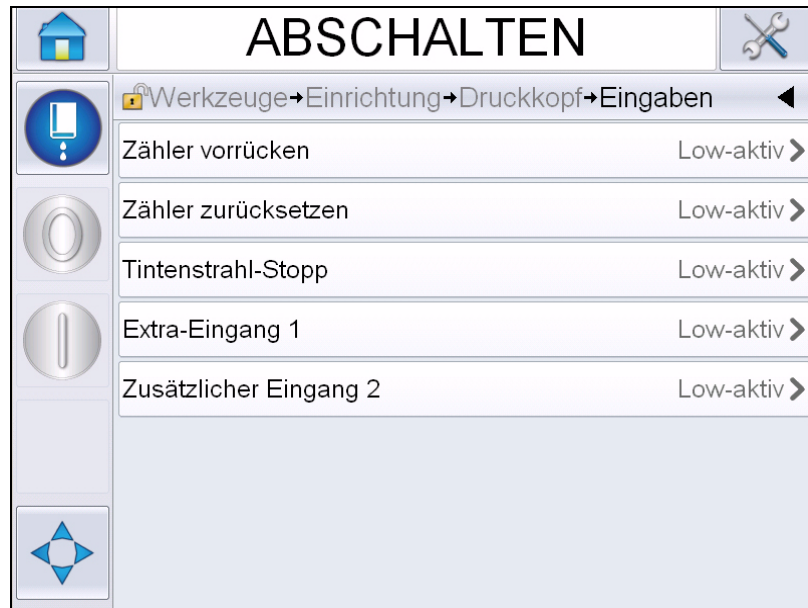 ABSCHALTEN
Werkzeuge→Einrichtung→Druckkopf→Eingaben
Zähler vorrücken Low-aktiv
Zähler zurücksetzen Low-aktiv
Tintenstrahl-Stopp Low-aktiv
Extra-Eingang 1 Low-aktiv
Zusätzlicher Eingang 2 Low-aktiv